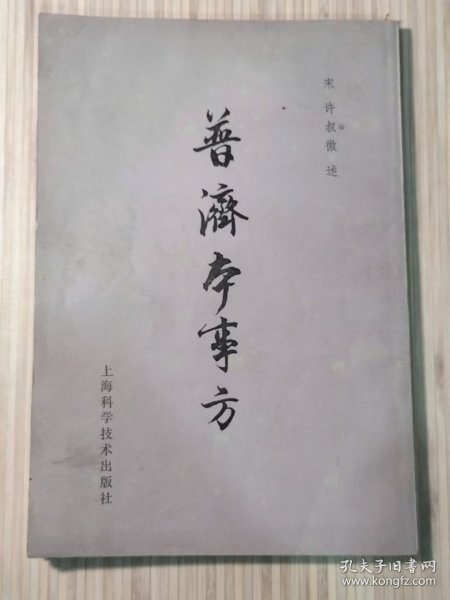 宋 许叔微 述
普濟本事方
上海科学技术出版社
孔夫子旧书网
www.kongfz.com